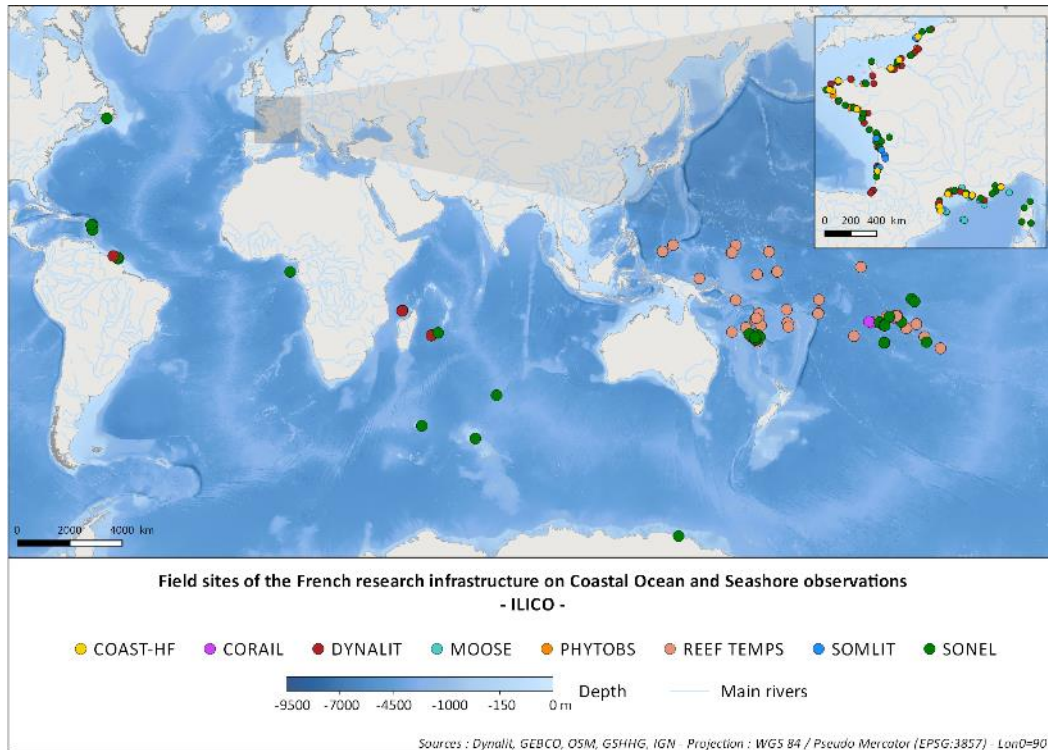 0 200 400 km
0 2000 4000 km
Field sites of the French research infrastructure on Coastal Ocean and Seashore observations
- ILICO -
COAST-HF CORAIL DYNALIT MOOSE PHYTOBS REEF TEMPS SOMLIT SONEL
Depth Main rivers
-9500 -7000 -4500 -1000 -150 0 m
Sources : Dynalit, GEBCO, OSM, GSHHG, IGN - Projection : WGS 84 / Pseudo Mercator (EPSG:3857) - Lon0=90